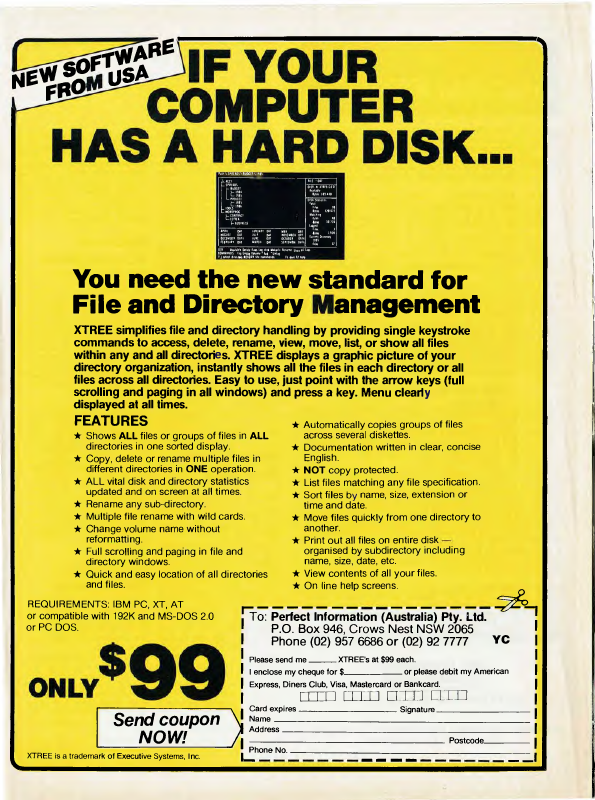 NEW SOFTWARE
FROM USA
IF YOUR
COMPUTER
HAS A HARD DISK...
You need the new standard for
File and Directory Management
XTREE simplifies file and directory handling by providing single keystroke
commands to access, delete, rename, view, move, list, or show all files
within any and all directories. XTREE displays a graphic picture of your
directory organization, instantly shows all the files in each directory or all
files across all directories. Easy to use, just point with the arrow keys (full
scrolling and paging in all windows) and press a key. Menu clearly
displayed at all times.
FEATURES
★ Shows ALL files or groups of files in ALL
directories in one sorted display.
★ Copy, delete or rename multiple files in
different directories in ONE operation.
★ ALL vital disk and directory statistics
updated and on screen at all times.
★ Rename any sub-directory.
★ Multiple file rename with wild cards.
★ Change volume name without
reformatting.
★ Full scrolling and paging in file and
directory windows.
★ Quick and easy location of all directories
and files.
★ Automatically copies groups of files
across several diskettes.
★ Documentation written in clear, concise
English.
★ NOT copy protected.
★ List files matching any file specification.
★ Sort files by name, size, extension or
time and date.
★ Move files quickly from one directory to
another.
★ Print out all files on entire disk —
organised by subdirectory including
name, size, date, etc.
★ View contents of all your files.
★ On line help screens.
REQUIREMENTS: IBM PC, XT, AT
or compatible with 192K and MS-DOS 2.0
or PC DOS.
ONLY $99
Send coupon
NOW!
XTREE is a trademark of Executive Systems, Inc.
To: Perfect Information (Australia) Pty. Ltd.
P.O. Box 946, Crows Nest NSW 2065
Phone (02) 957 6686 or (02) 92 7777 YC
Please send me ______ XTREE's at $99 each.
I enclose my cheque for $____________ or please debit my American
Express, Diners Club, Visa, Mastercard or Bankcard.
Card expires ____________ Signature ____________
Name ____________
Address ____________
Postcode____________
Phone No. ____________